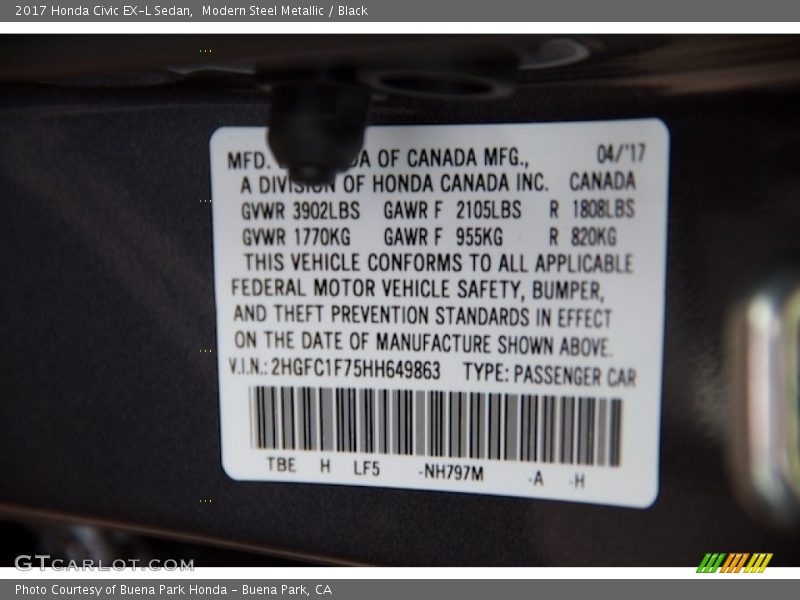 2017 Honda Civic EX-L Sedan, Modern Steel Metallic / Black
MFD. DA OF CANADA MFG., 04/'17
A DIVISION OF HONDA CANADA INC. CANADA
GVWR 3902LBS GAWR F 2105LBS R 1808LBS
GVWR 1770KG GAWR F 955KG R 820KG
THIS VEHICLE CONFORMS TO ALL APPLICABLE
FEDERAL MOTOR VEHICLE SAFETY, BUMPER,
AND THEFT PREVENTION STANDARDS IN EFFECT
ON THE DATE OF MANUFACTURE SHOWN ABOVE.
V.I.N.: 2HGFC1F75HH649863 TYPE: PASSENGER CAR
TBE H LF5 -NH797M -A -H
GTCARLOT.COM
Photo Courtesy of Buena Park Honda – Buena Park, CA